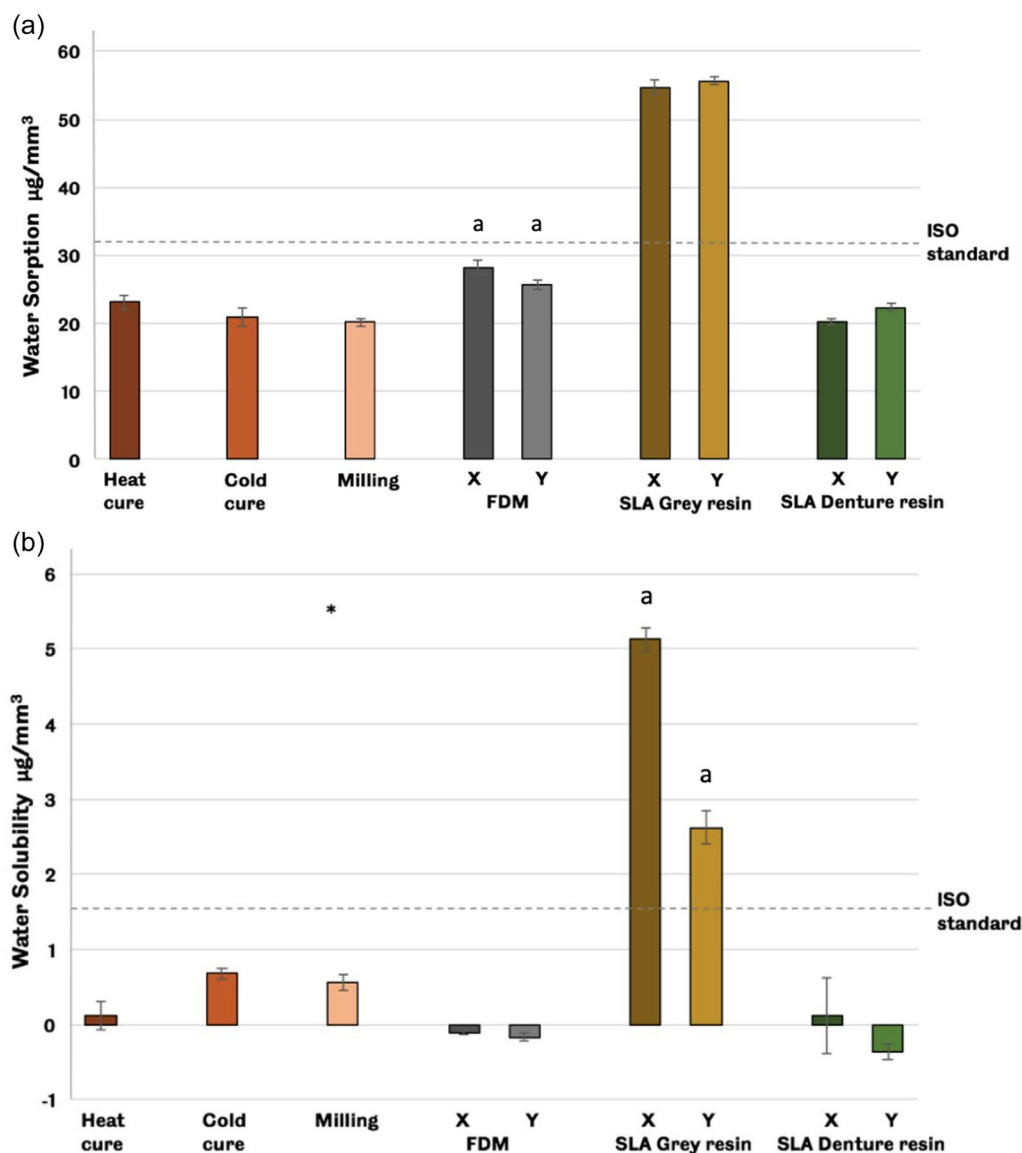 (a)
Water Sorption µg/mm³
60
50
40
30
20
10
0
a a
ISO
standard
Heat
cure
Cold
cure
Milling
X Y
FDM
X Y
SLA Grey resin
X Y
SLA Denture resin
(b)
Water Solubility µg/mm³
6
5
4
3
2
1
0
-1
*
a
a
ISO
standard
Heat
cure
Cold
cure
Milling
X Y
FDM
X Y
SLA Grey resin
X Y
SLA Denture resin